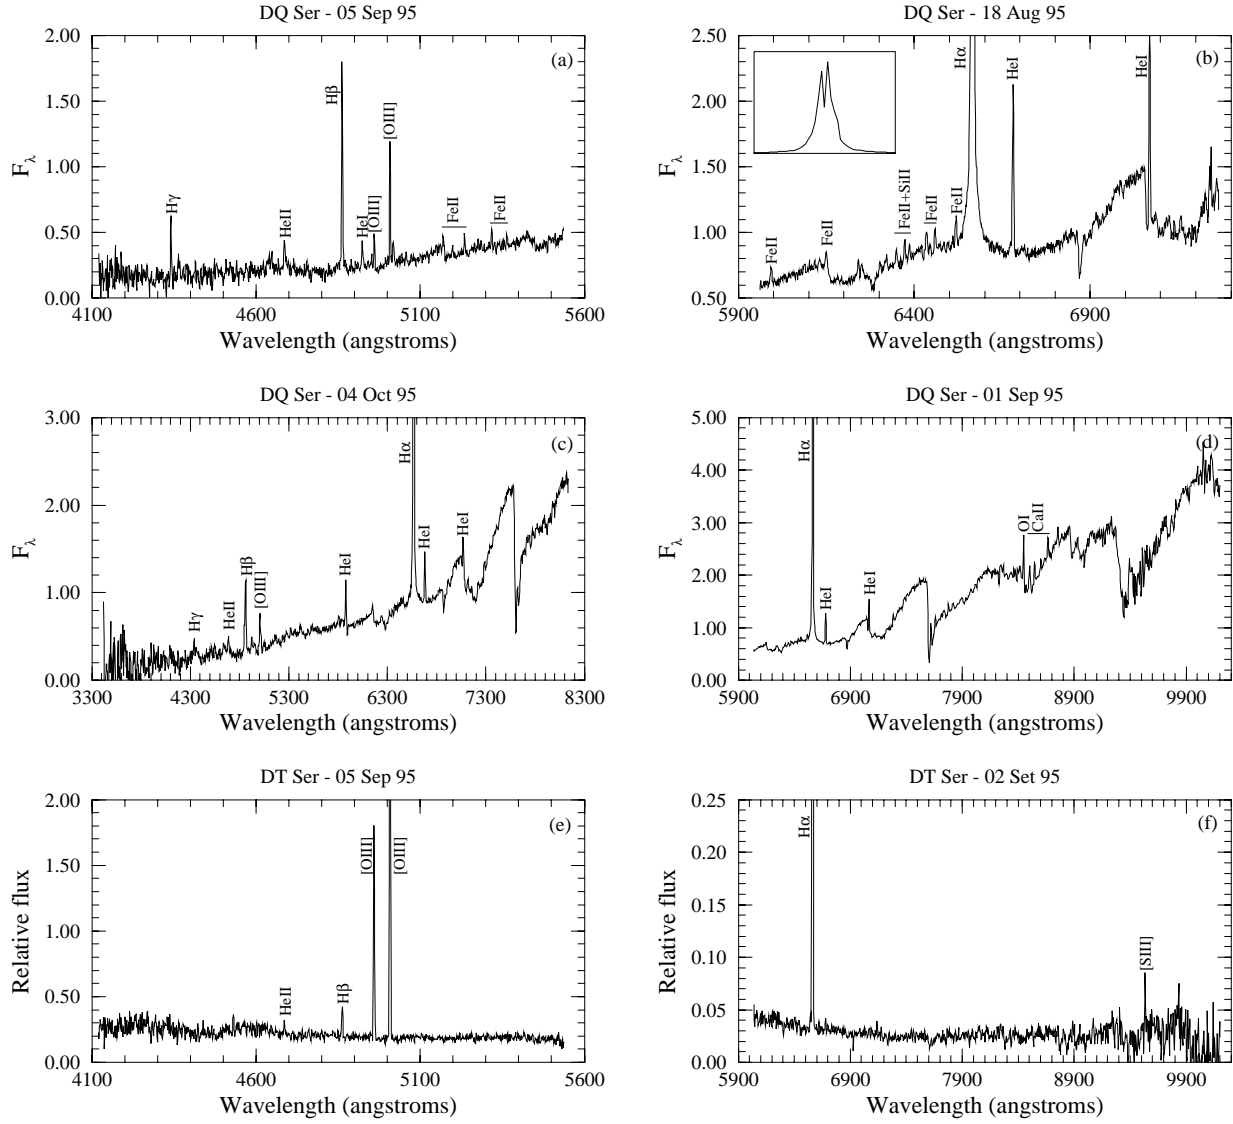 DQ Ser - 05 Sep 95
(a)
2.00
1.50
1.00
0.50
0.00
Fλ
Hγ
HeII
Hβ
HeI
[OIII]
[OIII]
FeII
FeII
4100 4600 5100 5600
Wavelength (angstroms)
DQ Ser - 18 Aug 95
(b)
2.50
2.00
1.50
1.00
0.50
Fλ
FeII
FeII
FeII+SiII
FeII
FeII
Hα
HeI
HeI
5900 6400 6900
Wavelength (angstroms)
DQ Ser - 04 Oct 95
(c)
3.00
2.00
1.00
0.00
Fλ
Hγ
HeII
Hβ
[OIII]
HeI
Hα
HeI
HeI
3300 4300 5300 6300 7300 8300
Wavelength (angstroms)
DQ Ser - 01 Sep 95
(d)
5.00
4.00
3.00
2.00
1.00
0.00
Fλ
Hα
HeI
HeI
OI
CaII
5900 6900 7900 8900 9900
Wavelength (angstroms)
DT Ser - 05 Sep 95
(e)
2.00
1.50
1.00
0.50
0.00
Relative flux
HeII
Hβ
[OIII]
[OIII]
4100 4600 5100 5600
Wavelength (angstroms)
DT Ser - 02 Set 95
(f)
0.25
0.20
0.15
0.10
0.05
0.00
Relative flux
Hα
[SIII]
5900 6900 7900 8900 9900
Wavelength (angstroms)